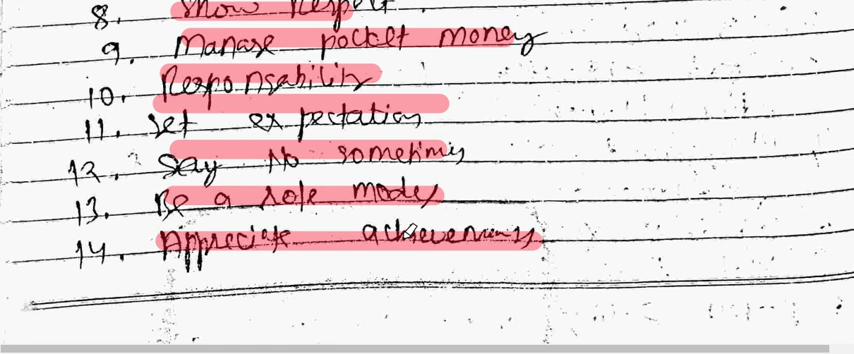 8. Show Respect.
9. Manage pocket money
10. Responsability
11. Set expectation
12. Say No sometimes
13. Be a role model
14. Appreciate achievements